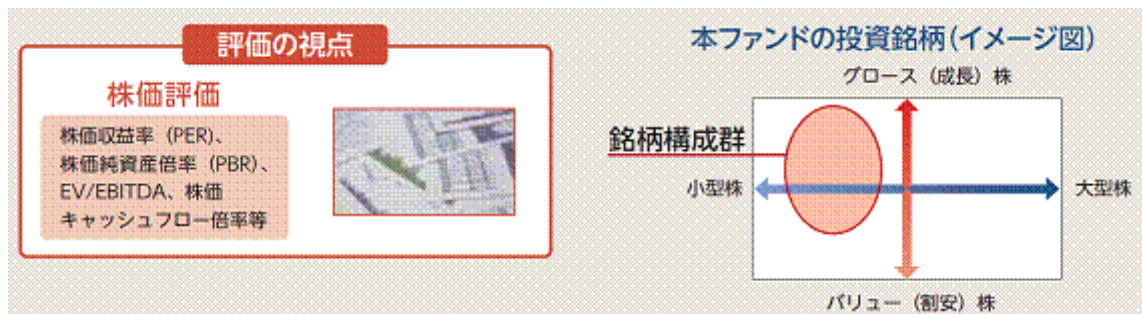 評価の視点
株価評価
株価収益率（PER)、
株価純資産倍率（PBR)、
EV/EBITDA、株価
キャッシュフロー倍率等
本ファンドの投資銘柄(イメージ図)
グロース（成長）株
銘柄構成群
小型株
大型株
バリュー（割安）株